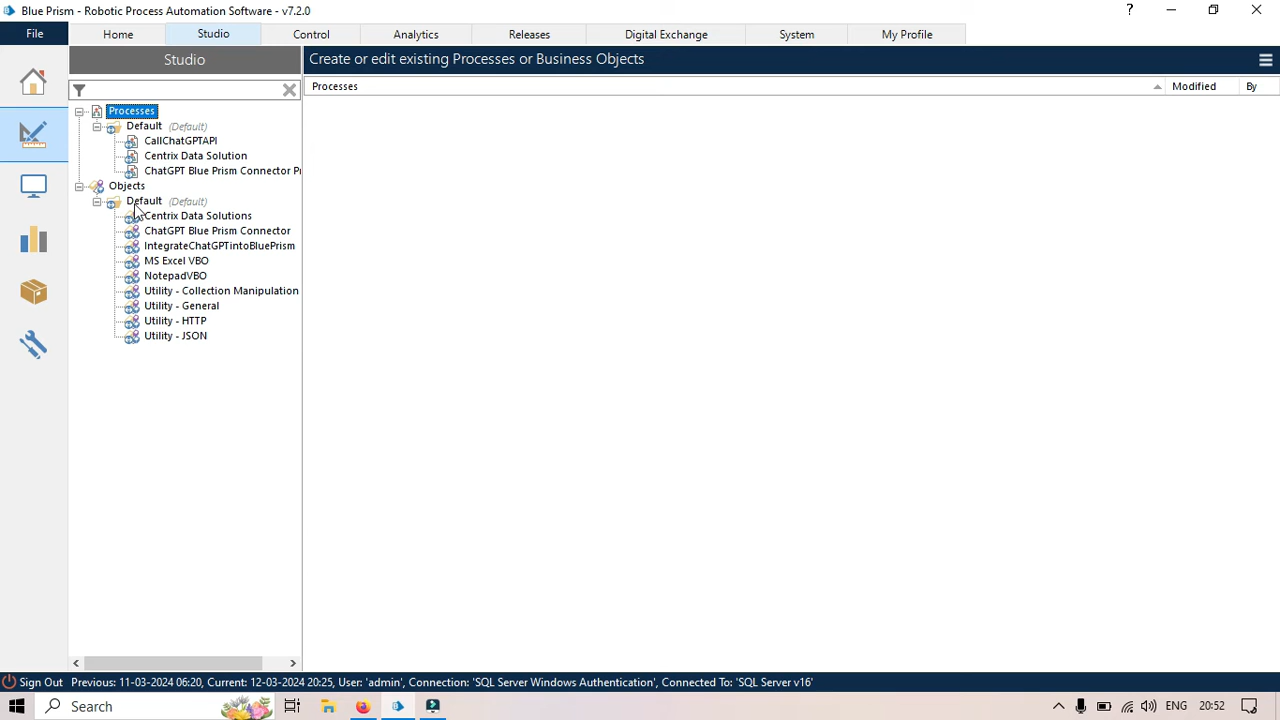 Blue Prism - Robotic Process Automation Software - v7.2.0
?
File
Home
Studio
Control
Analytics
Releases
Digital Exchange
System
My Profile
Studio
Create or edit existing Processes or Business Objects
Processes
Modified
By
Processes
Default (Default)
CallChatGPTAPI
Centrix Data Solution
ChatGPT Blue Prism Connector Pr
Objects
Default (Default)
Centrix Data Solutions
ChatGPT Blue Prism Connector
IntegrateChatGPTintoBluePrism
MS Excel VBO
NotepadVBO
Utility - Collection Manipulation
Utility - General
Utility - HTTP
Utility - JSON
Sign Out Previous: 11-03-2024 06:20, Current: 12-03-2024 20:25, User: 'admin', Connection: 'SQL Server Windows Authentication', Connected To: 'SQL Server v16'
Search
ENG
20:52